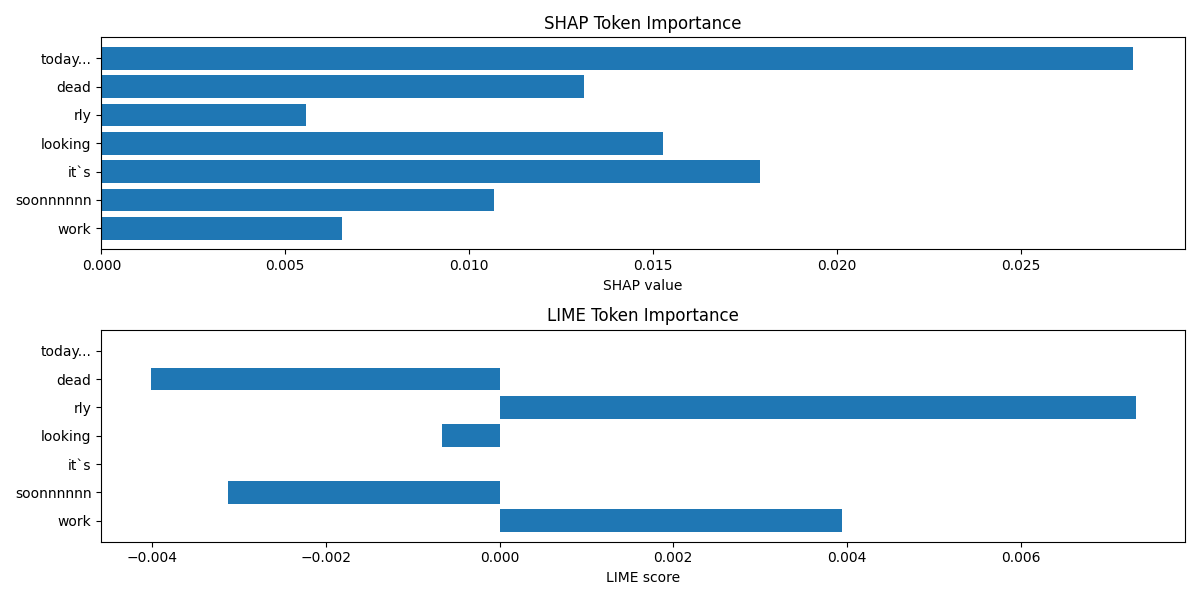 SHAP Token Importance
today...
dead
rly
looking
it`s
soonnnnnn
work
0.000 0.005 0.010 0.015 0.020 0.025
SHAP value
LIME Token Importance
today...
dead
rly
looking
it`s
soonnnnnn
work
−0.004 −0.002 0.000 0.002 0.004 0.006
LIME score